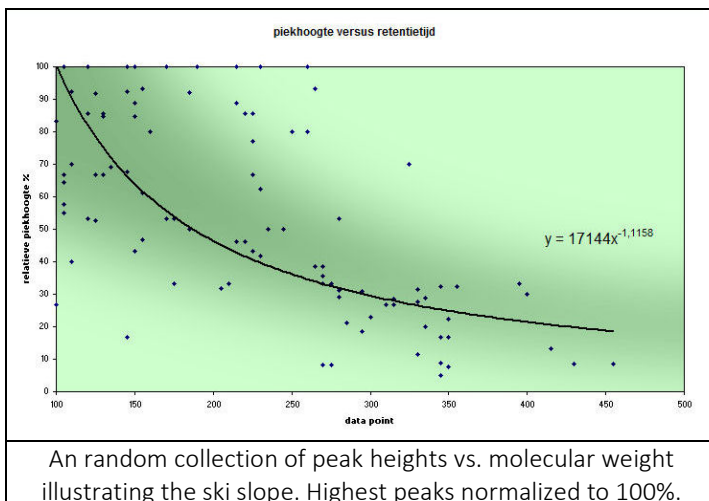 piekhoogte versus retentietijd
100
90
80
70
60
50
40
30
20
10
0
relatieve piekhoogte %
y = 17144x^-1,1158
100 150 200 250 300 350 400 450 500
data point
An random collection of peak heights vs. molecular weight
illustrating the ski slope. Highest peaks normalized to 100%.